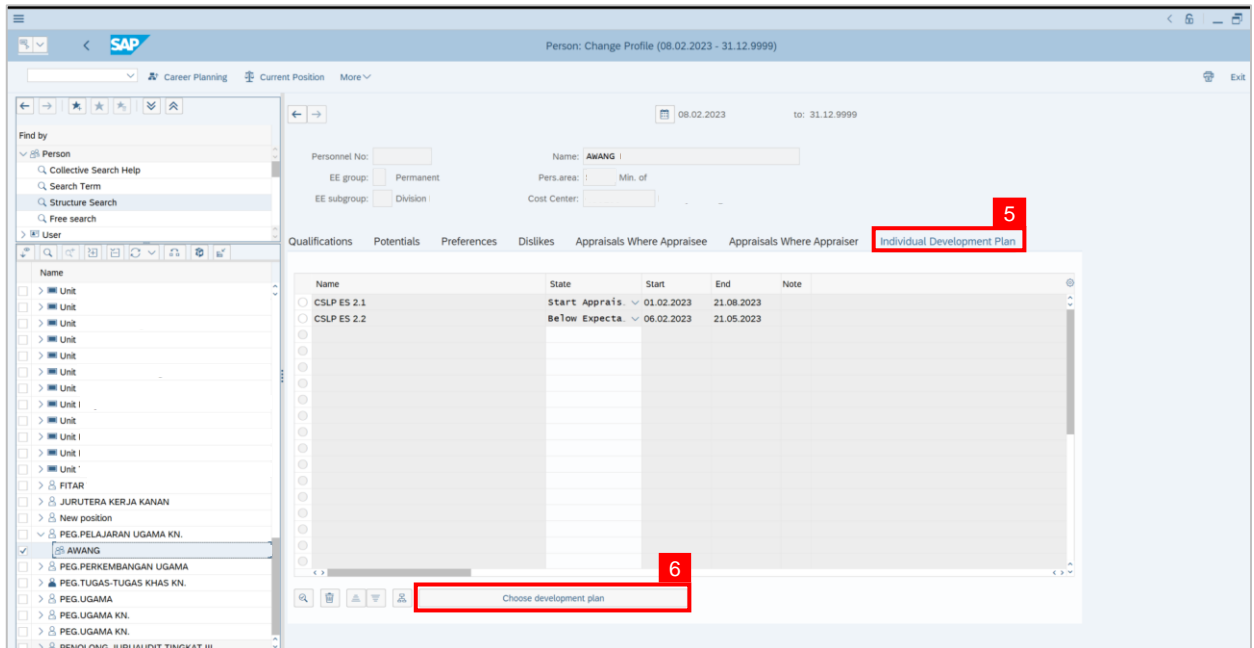 SAP
Person: Change Profile (08.02.2023 - 31.12.9999)
Career Planning Current Position More Exit
08.02.2023 to: 31.12.9999
Find by
Person
Collective Search Help
Search Term
Structure Search
Free search
User
Personnel No: Name: AWANG
EE group: Permanent Pers.area: Min. of
EE subgroup: Division Cost Center:
5
Qualifications Potentials Preferences Dislikes Appraisals Where Appraisee Appraisals Where Appraiser Individual Development Plan
Name
Unit
Unit
Unit
Unit
Unit
Unit
Unit
Unit
Unit
Unit
Unit
Unit
FITAR
JURUTERA KERJA KANAN
New position
PEG.PELAJARAN UGAMA KN.
AWANG
PEG.PERKEMBANGAN UGAMA
PEG.TUGAS-TUGAS KHAS KN.
PEG.UGAMA
PEG.UGAMA KN.
PEG.UGAMA KN.
PENOLONG JURUAUDIT TINGKAT III
Name State Start End Note
CSLP ES 2.1 Start Apprais. 01.02.2023 21.08.2023
CSLP ES 2.2 Below Expecta. 06.02.2023 21.05.2023
6
Choose development plan